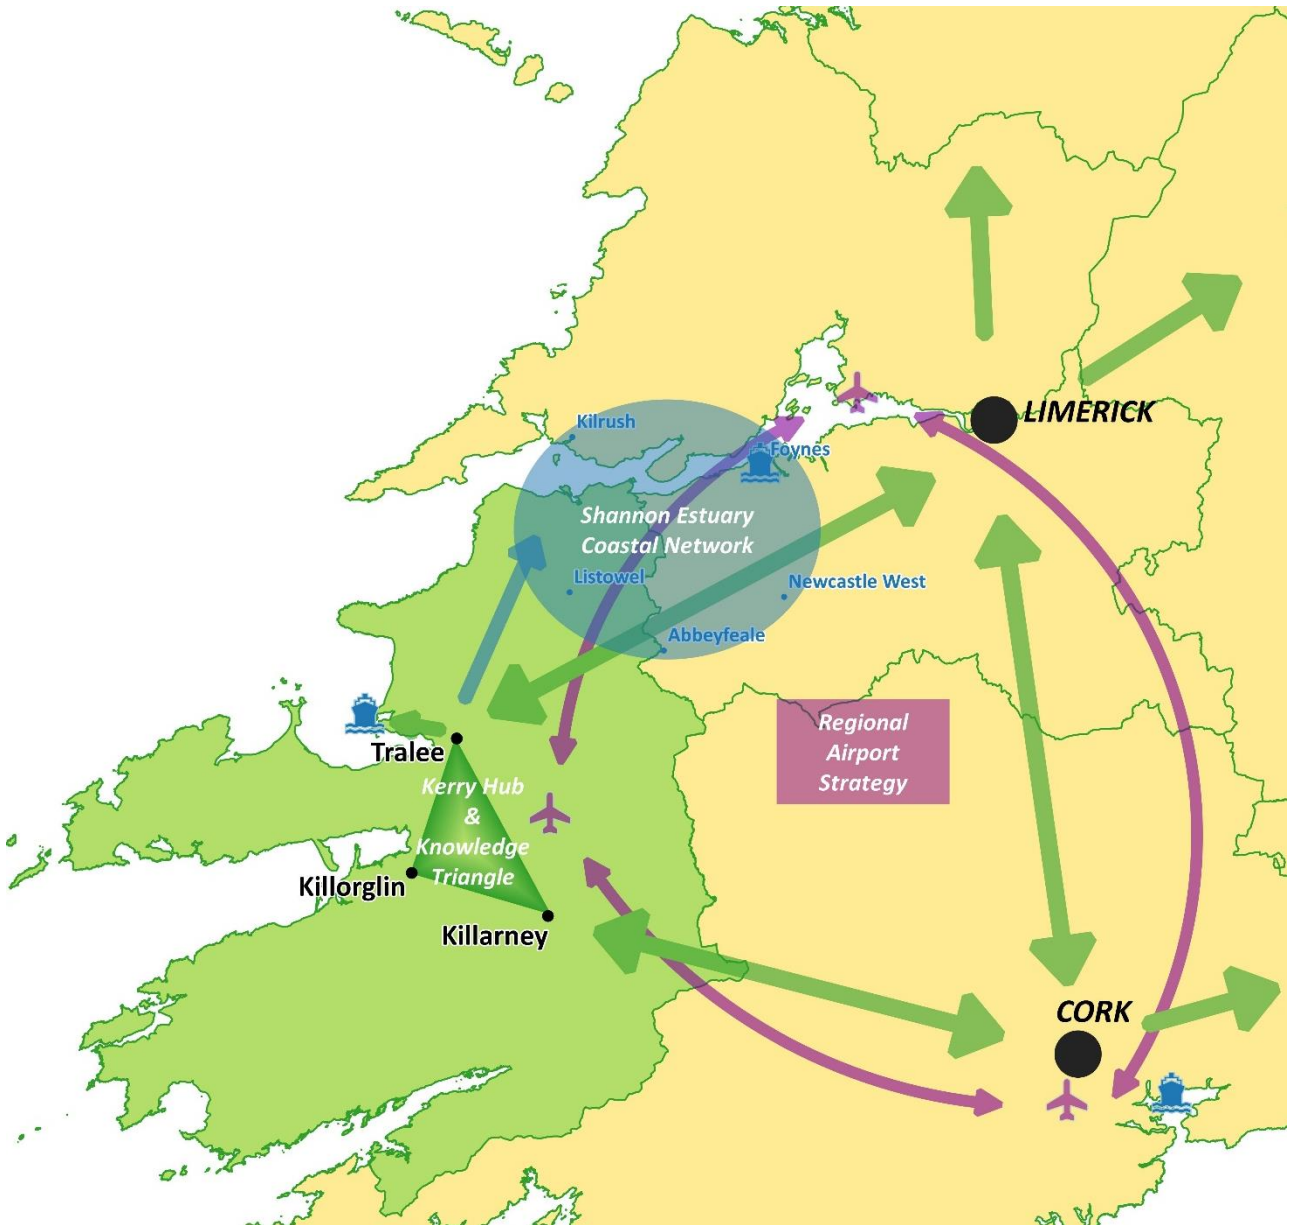 LIMERICK
Kilrush
Foynes
Shannon Estuary
Coastal Network
Listowel
Newcastle West
Abbeyfeale
Regional
Airport
Strategy
Tralee
Kerry Hub
&
Knowledge
Triangle
Killorglin
Killarney
CORK